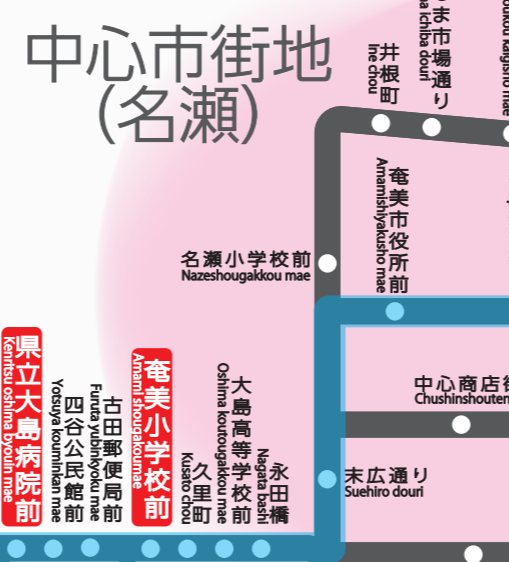 中心市街地
（名瀬）
井根町
Ine chou
ま市場通り
a ichiba douri
oukou kaigisho mae
奄美市役所前
Amamishiyakusho mae
名瀬小学校前
Nazeshougakkou mae
県立大島病院前
Kenritsu oshima byouin mae
四谷公民館前
Yotsuya kouminkan mae
古田郵便局前
Furuta yubinkyoku mae
奄美小学校前
Amami shougakoumae
久里町
Kusato chou
大島高等学校前
Oshima koutougakkou mae
永田橋
Nagata bashi
中心商店街
Chushinshouten
末広通り
Suehiro douri